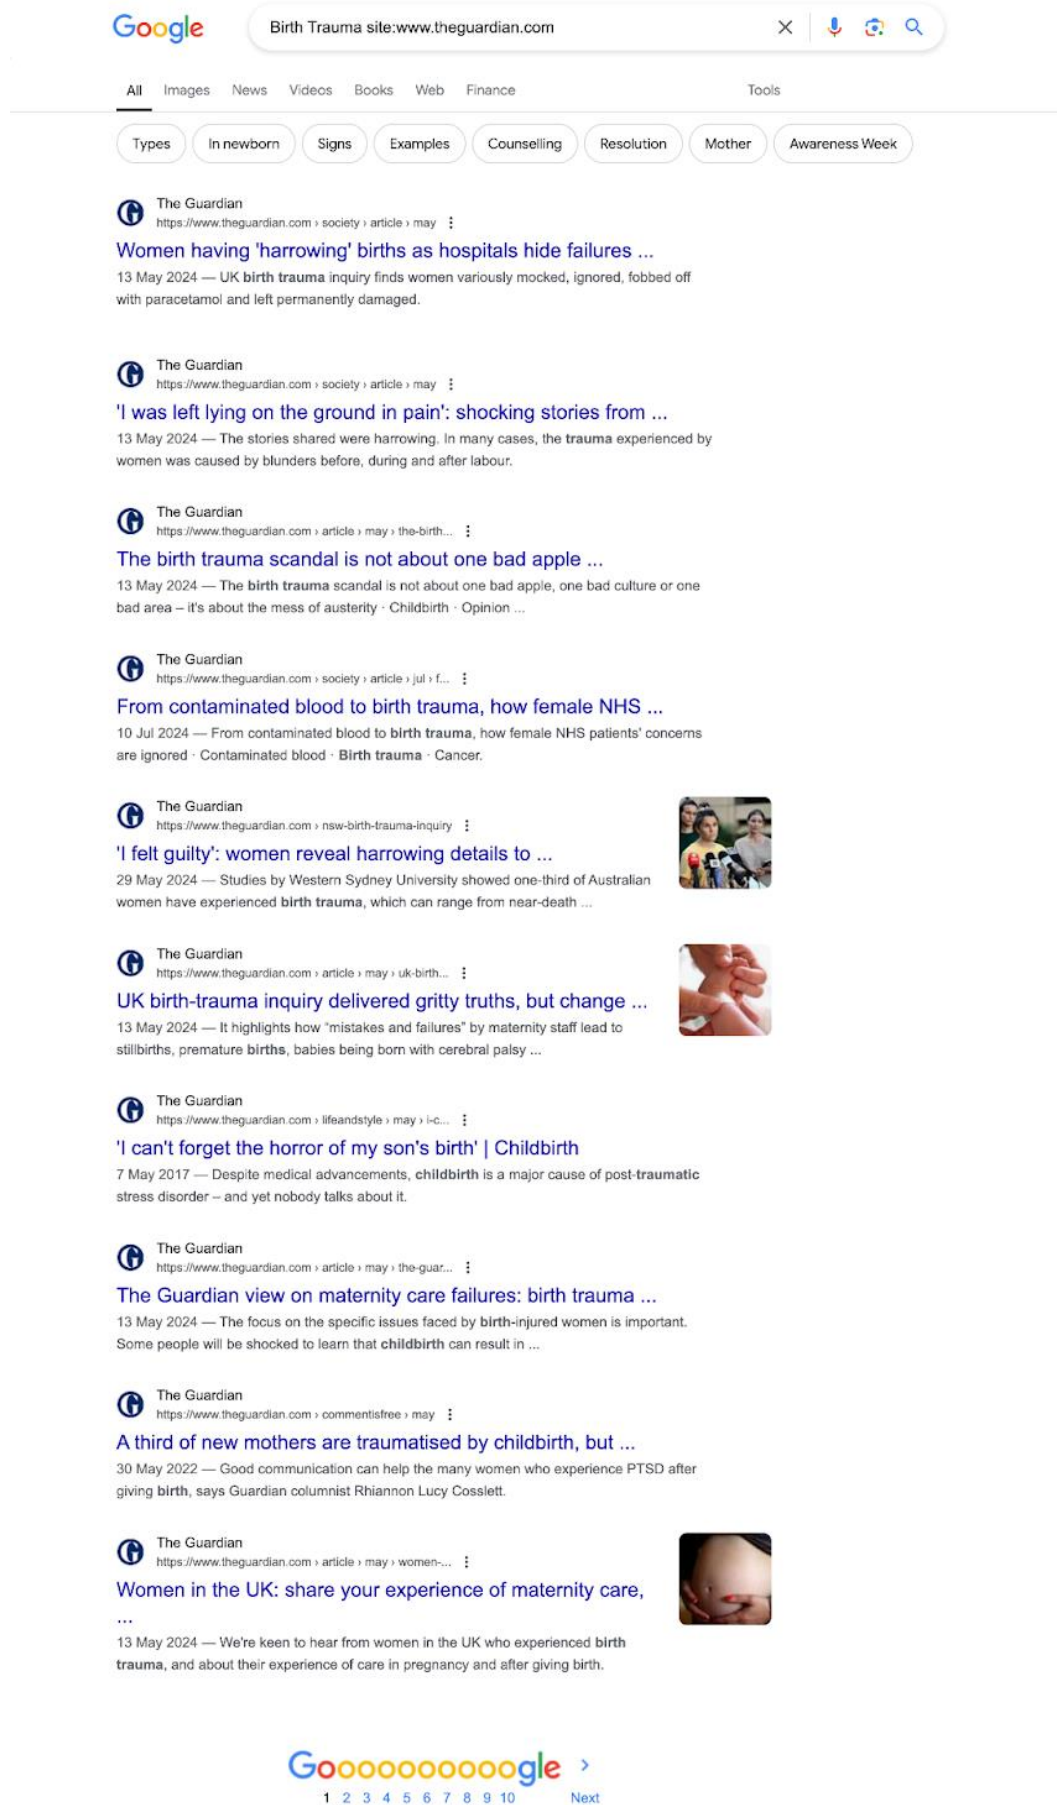 Google
Birth Trauma site:www.theguardian.com
All Images News Videos Books Web Finance Tools
Types In newborn Signs Examples Counselling Resolution Mother Awareness Week
The Guardian
https://www.theguardian.com › society › article › may
Women having 'harrowing' births as hospitals hide failures ...
13 May 2024 — UK birth trauma inquiry finds women variously mocked, ignored, fobbed off
with paracetamol and left permanently damaged.
The Guardian
https://www.theguardian.com › society › article › may
'I was left lying on the ground in pain': shocking stories from ...
13 May 2024 — The stories shared were harrowing. In many cases, the trauma experienced by
women was caused by blunders before, during and after labour.
The Guardian
https://www.theguardian.com › article › may › the-birth...
The birth trauma scandal is not about one bad apple ...
13 May 2024 — The birth trauma scandal is not about one bad apple, one bad culture or one
bad area – it's about the mess of austerity · Childbirth · Opinion ...
The Guardian
https://www.theguardian.com › society › article › jul › f...
From contaminated blood to birth trauma, how female NHS ...
10 Jul 2024 — From contaminated blood to birth trauma, how female NHS patients' concerns
are ignored · Contaminated blood · Birth trauma · Cancer.
The Guardian
https://www.theguardian.com › nsw-birth-trauma-inquiry
'I felt guilty': women reveal harrowing details to ...
29 May 2024 — Studies by Western Sydney University showed one-third of Australian
women have experienced birth trauma, which can range from near-death ...
The Guardian
https://www.theguardian.com › article › may › uk-birth...
UK birth-trauma inquiry delivered gritty truths, but change ...
13 May 2024 — It highlights how “mistakes and failures” by maternity staff lead to
stillbirths, premature births, babies being born with cerebral palsy ...
The Guardian
https://www.theguardian.com › lifeandstyle › may › i-c...
'I can't forget the horror of my son's birth' | Childbirth
7 May 2017 — Despite medical advancements, childbirth is a major cause of post-traumatic
stress disorder – and yet nobody talks about it.
The Guardian
https://www.theguardian.com › article › may › the-guar...
The Guardian view on maternity care failures: birth trauma ...
13 May 2024 — The focus on the specific issues faced by birth-injured women is important.
Some people will be shocked to learn that childbirth can result in ...
The Guardian
https://www.theguardian.com › commentisfree › may
A third of new mothers are traumatised by childbirth, but ...
30 May 2022 — Good communication can help the many women who experience PTSD after
giving birth, says Guardian columnist Rhiannon Lucy Cosslett.
The Guardian
https://www.theguardian.com › article › may › women-...
Women in the UK: share your experience of maternity care,
...
13 May 2024 — We're keen to hear from women in the UK who experienced birth
trauma, and about their experience of care in pregnancy and after giving birth.
Goooooooooogle ›
1 2 3 4 5 6 7 8 9 10 Next